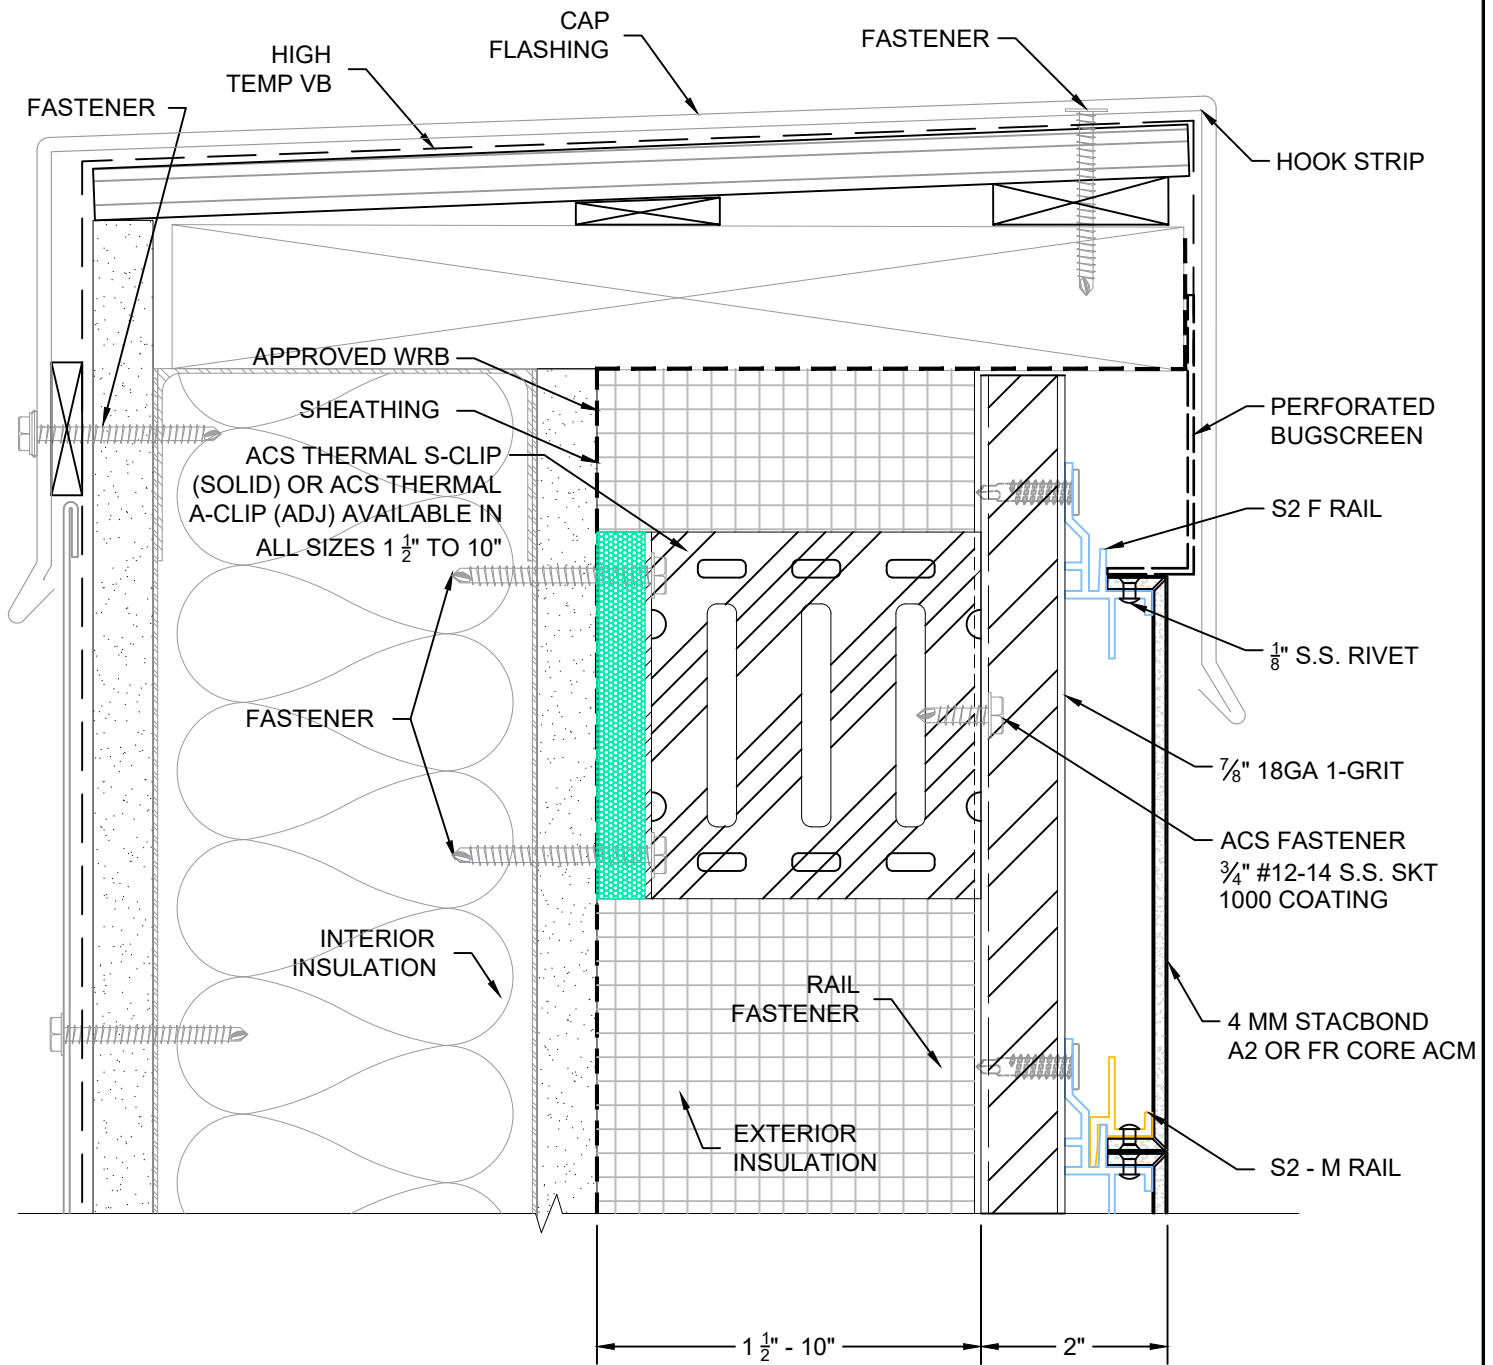 CAP
FLASHING
FASTENER
HIGH
TEMP VB
FASTENER
HOOK STRIP
APPROVED WRB
SHEATHING
ACS THERMAL S-CLIP
(SOLID) OR ACS THERMAL
A-CLIP (ADJ) AVAILABLE IN
ALL SIZES 1 1/2" TO 10"
PERFORATED
BUGSCREEN
S2 F RAIL
1/8" S.S. RIVET
FASTENER
7/8" 18GA 1-GRIT
ACS FASTENER
3/4" #12-14 S.S. SKT
1000 COATING
INTERIOR
INSULATION
RAIL
FASTENER
4 MM STACBOND
A2 OR FR CORE ACM
EXTERIOR
INSULATION
S2 - M RAIL
1 1/2" - 10"
2"